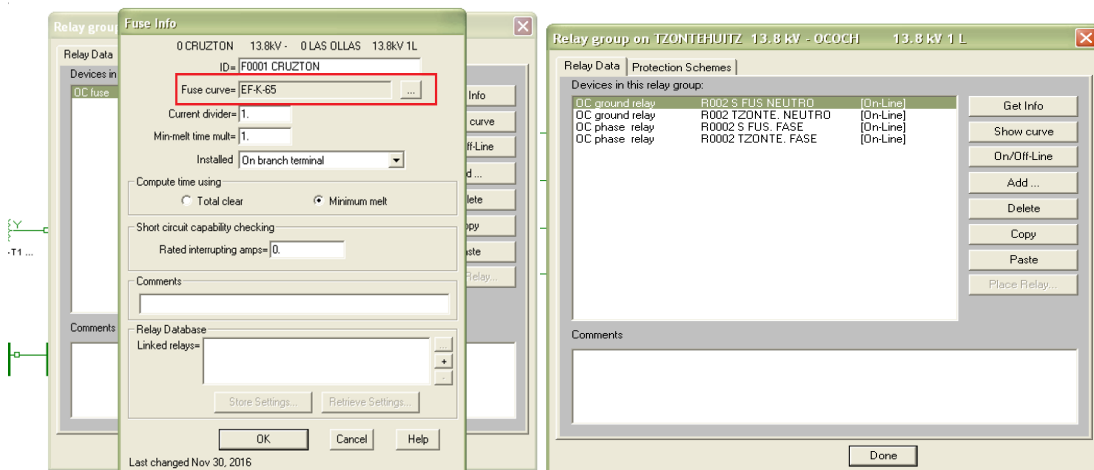 Relay group
Relay Data
Devices in
OC fuse
Comments
Info
curve
ff-Line
d ...
lete
opy
aste
Relay...
-T1 ...
Y
Fuse Info
0 CRUZTON 13.8kV - 0 LAS OLLAS 13.8kV 1L
ID= F0001 CRUZTON
Fuse curve= EF-K-65 ...
Current divider= 1.
Min-melt time mult= 1.
Installed On branch terminal
Compute time using
Total clear Minimum melt
Short circuit capability checking
Rated interrupting amps= 0.
Comments
Relay Database
Linked relays= ...
+
-
Store Settings... Retrieve Settings...
OK Cancel Help
Last changed Nov 30, 2016
Relay group on TZONTEHUITZ 13.8 kV - OCOCH 13.8 kV 1 L
Relay Data Protection Schemes
Devices in this relay group:
OC ground relay R002 S FUS NEUTRO [On-Line]
OC ground relay R0002 TZONTE. NEUTRO [On-Line]
OC phase relay R0002 S FUS. FASE [On-Line]
OC phase relay R0002 TZONTE. FASE [On-Line]
Get Info
Show curve
On/Off-Line
Add ...
Delete
Copy
Paste
Place Relay...
Comments
Done